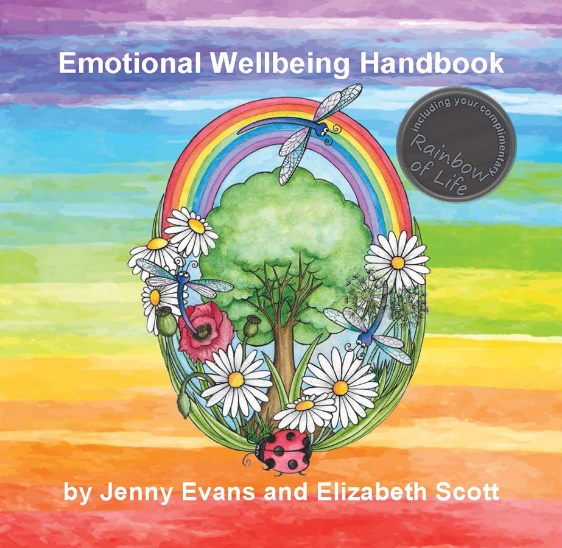 Emotional Wellbeing Handbook
including your complimentary
Rainbow
of Life
by Jenny Evans and Elizabeth Scott